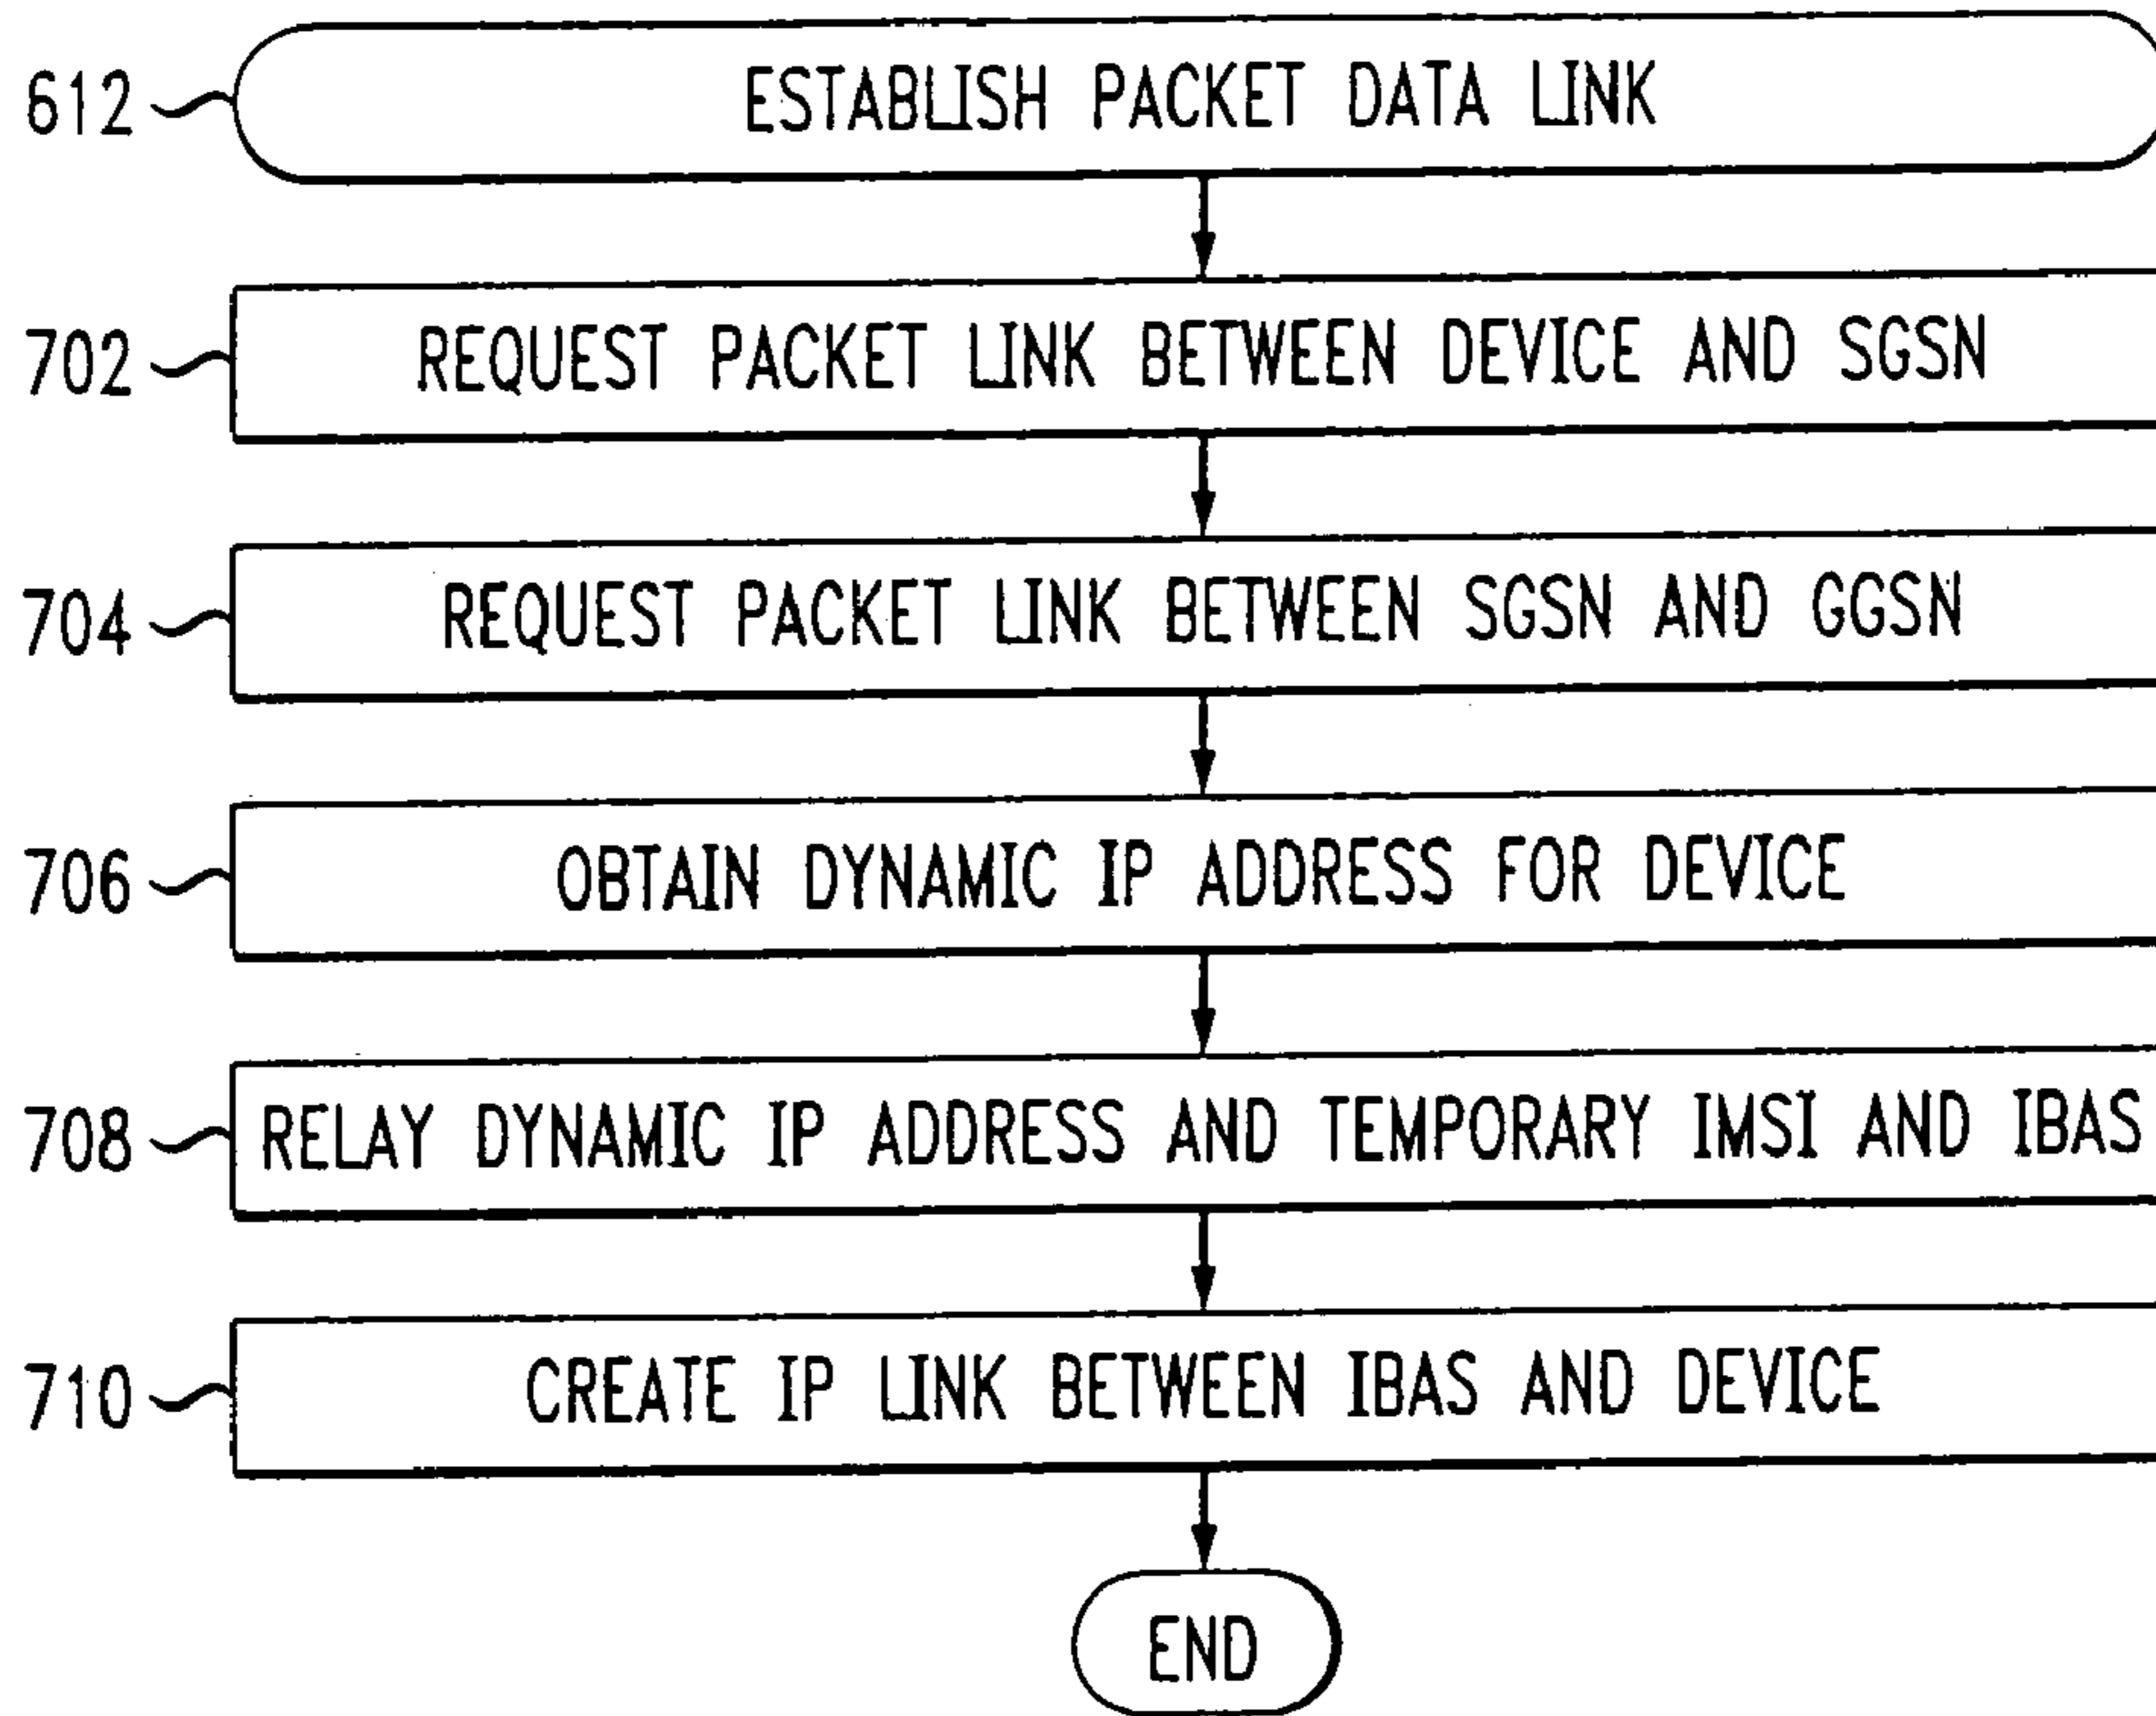 612 ESTABLISH PACKET DATA LINK
702 REQUEST PACKET LINK BETWEEN DEVICE AND SGSN
704 REQUEST PACKET LINK BETWEEN SGSN AND GGSN
706 OBTAIN DYNAMIC IP ADDRESS FOR DEVICE
708 RELAY DYNAMIC IP ADDRESS AND TEMPORARY IMSI AND IBAS
710 CREATE IP LINK BETWEEN IBAS AND DEVICE
END